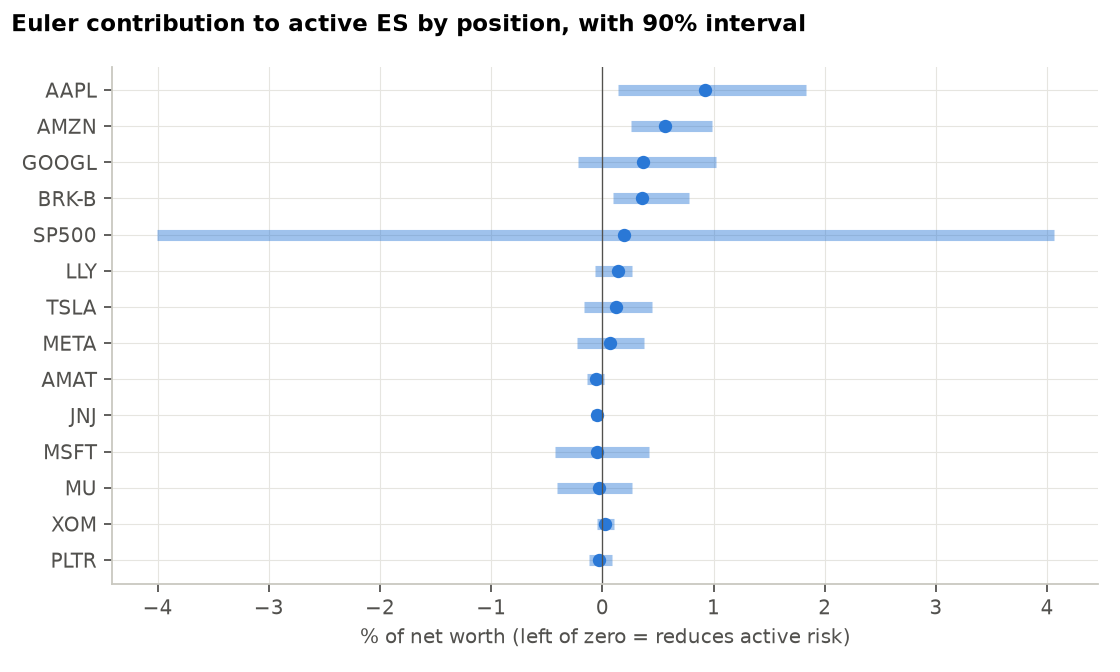 Euler contribution to active ES by position, with 90% interval
AAPL
AMZN
GOOGL
BRK-B
SP500
LLY
TSLA
META
AMAT
JNJ
MSFT
MU
XOM
PLTR
−4 −3 −2 −1 0 1 2 3 4
% of net worth (left of zero = reduces active risk)